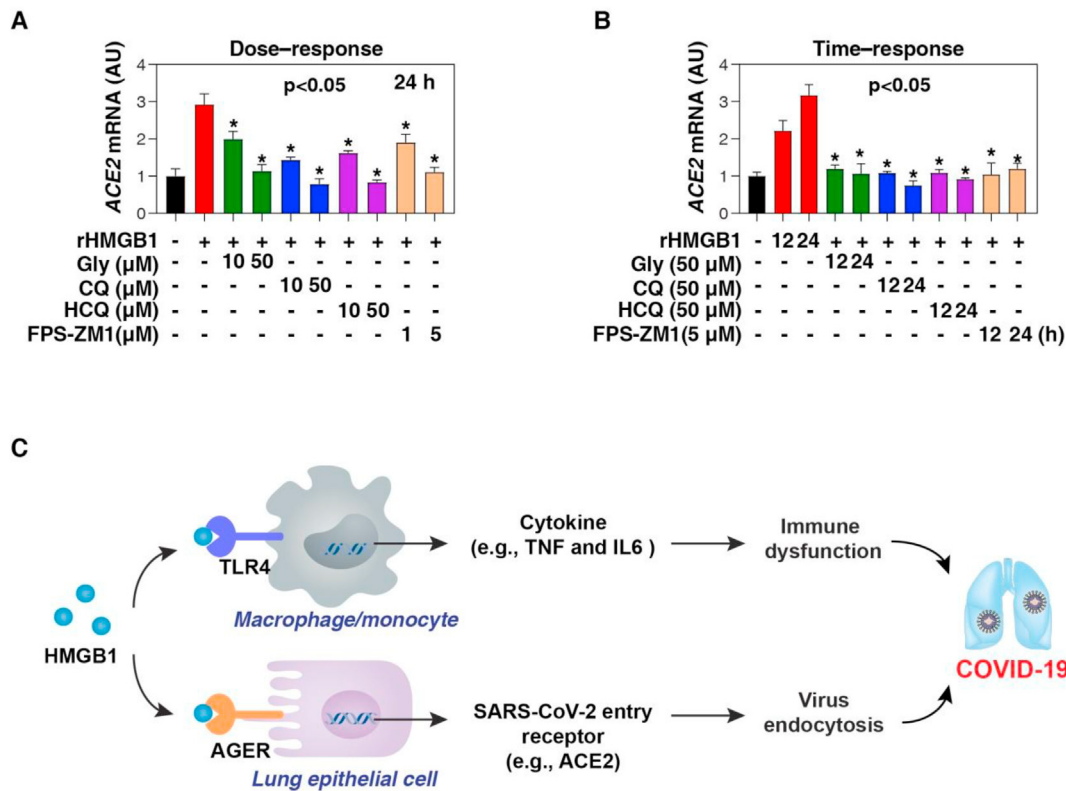 A
Dose–response
ACE2 mRNA (AU)
4
3
2
1
0
p<0.05
24 h
* * * * * * * *
rHMGB1 - + + + + + + + + +
Gly (µM) - - 10 50 - - - - - -
CQ (µM) - - - - 10 50 - - - -
HCQ (µM) - - - - - - 10 50 - -
FPS-ZM1(µM) - - - - - - - - 1 5
B
Time–response
ACE2 mRNA (AU)
4
3
2
1
0
p<0.05
* * * * * * * *
rHMGB1 - 12 24 + + + + + + + +
Gly (50 µM) - - - 12 24 - - - - - -
CQ (50 µM) - - - - - 12 24 - - - -
HCQ (50 µM) - - - - - - - 12 24 - -
FPS-ZM1(5 µM) - - - - - - - - - 12 24 (h)
C
HMGB1
TLR4
Macrophage/monocyte
Cytokine
(e.g., TNF and IL6 )
Immune
dysfunction
AGER
Lung epithelial cell
SARS-CoV-2 entry
receptor
(e.g., ACE2)
Virus
endocytosis
COVID-19